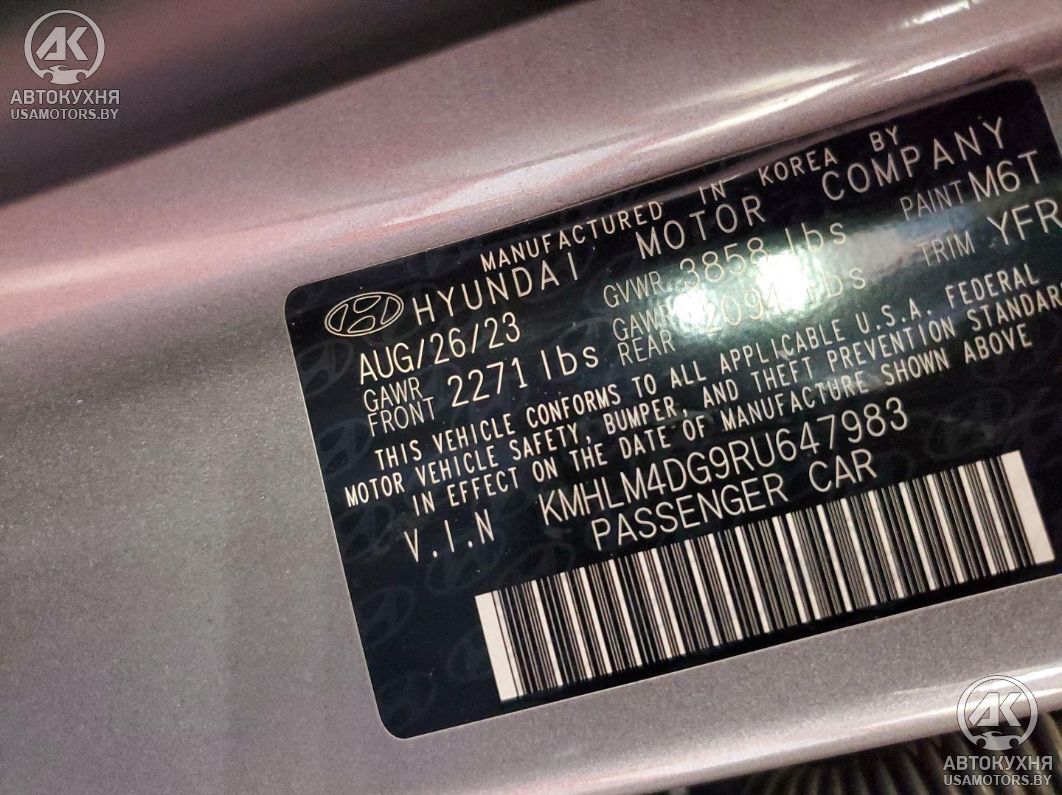 АВТОКУХНЯ
USAMOTORS.BY
MANUFACTURED IN KOREA BY
HYUNDAI MOTOR COMPANY
AUG/26/23 GVWR 3858 lbs PAINT M6T
GAWR FRONT 2271 lbs GAWR REAR lbs TRIM YFR
THIS VEHICLE CONFORMS TO ALL APPLICABLE U.S.A. FEDERAL
MOTOR VEHICLE SAFETY, BUMPER, AND THEFT PREVENTION STANDARD
IN EFFECT ON THE DATE OF MANUFACTURE SHOWN ABOVE
V.I.N KMHLM4DG9RU647983
PASSENGER CAR
АВТОКУХНЯ
USAMOTORS.BY